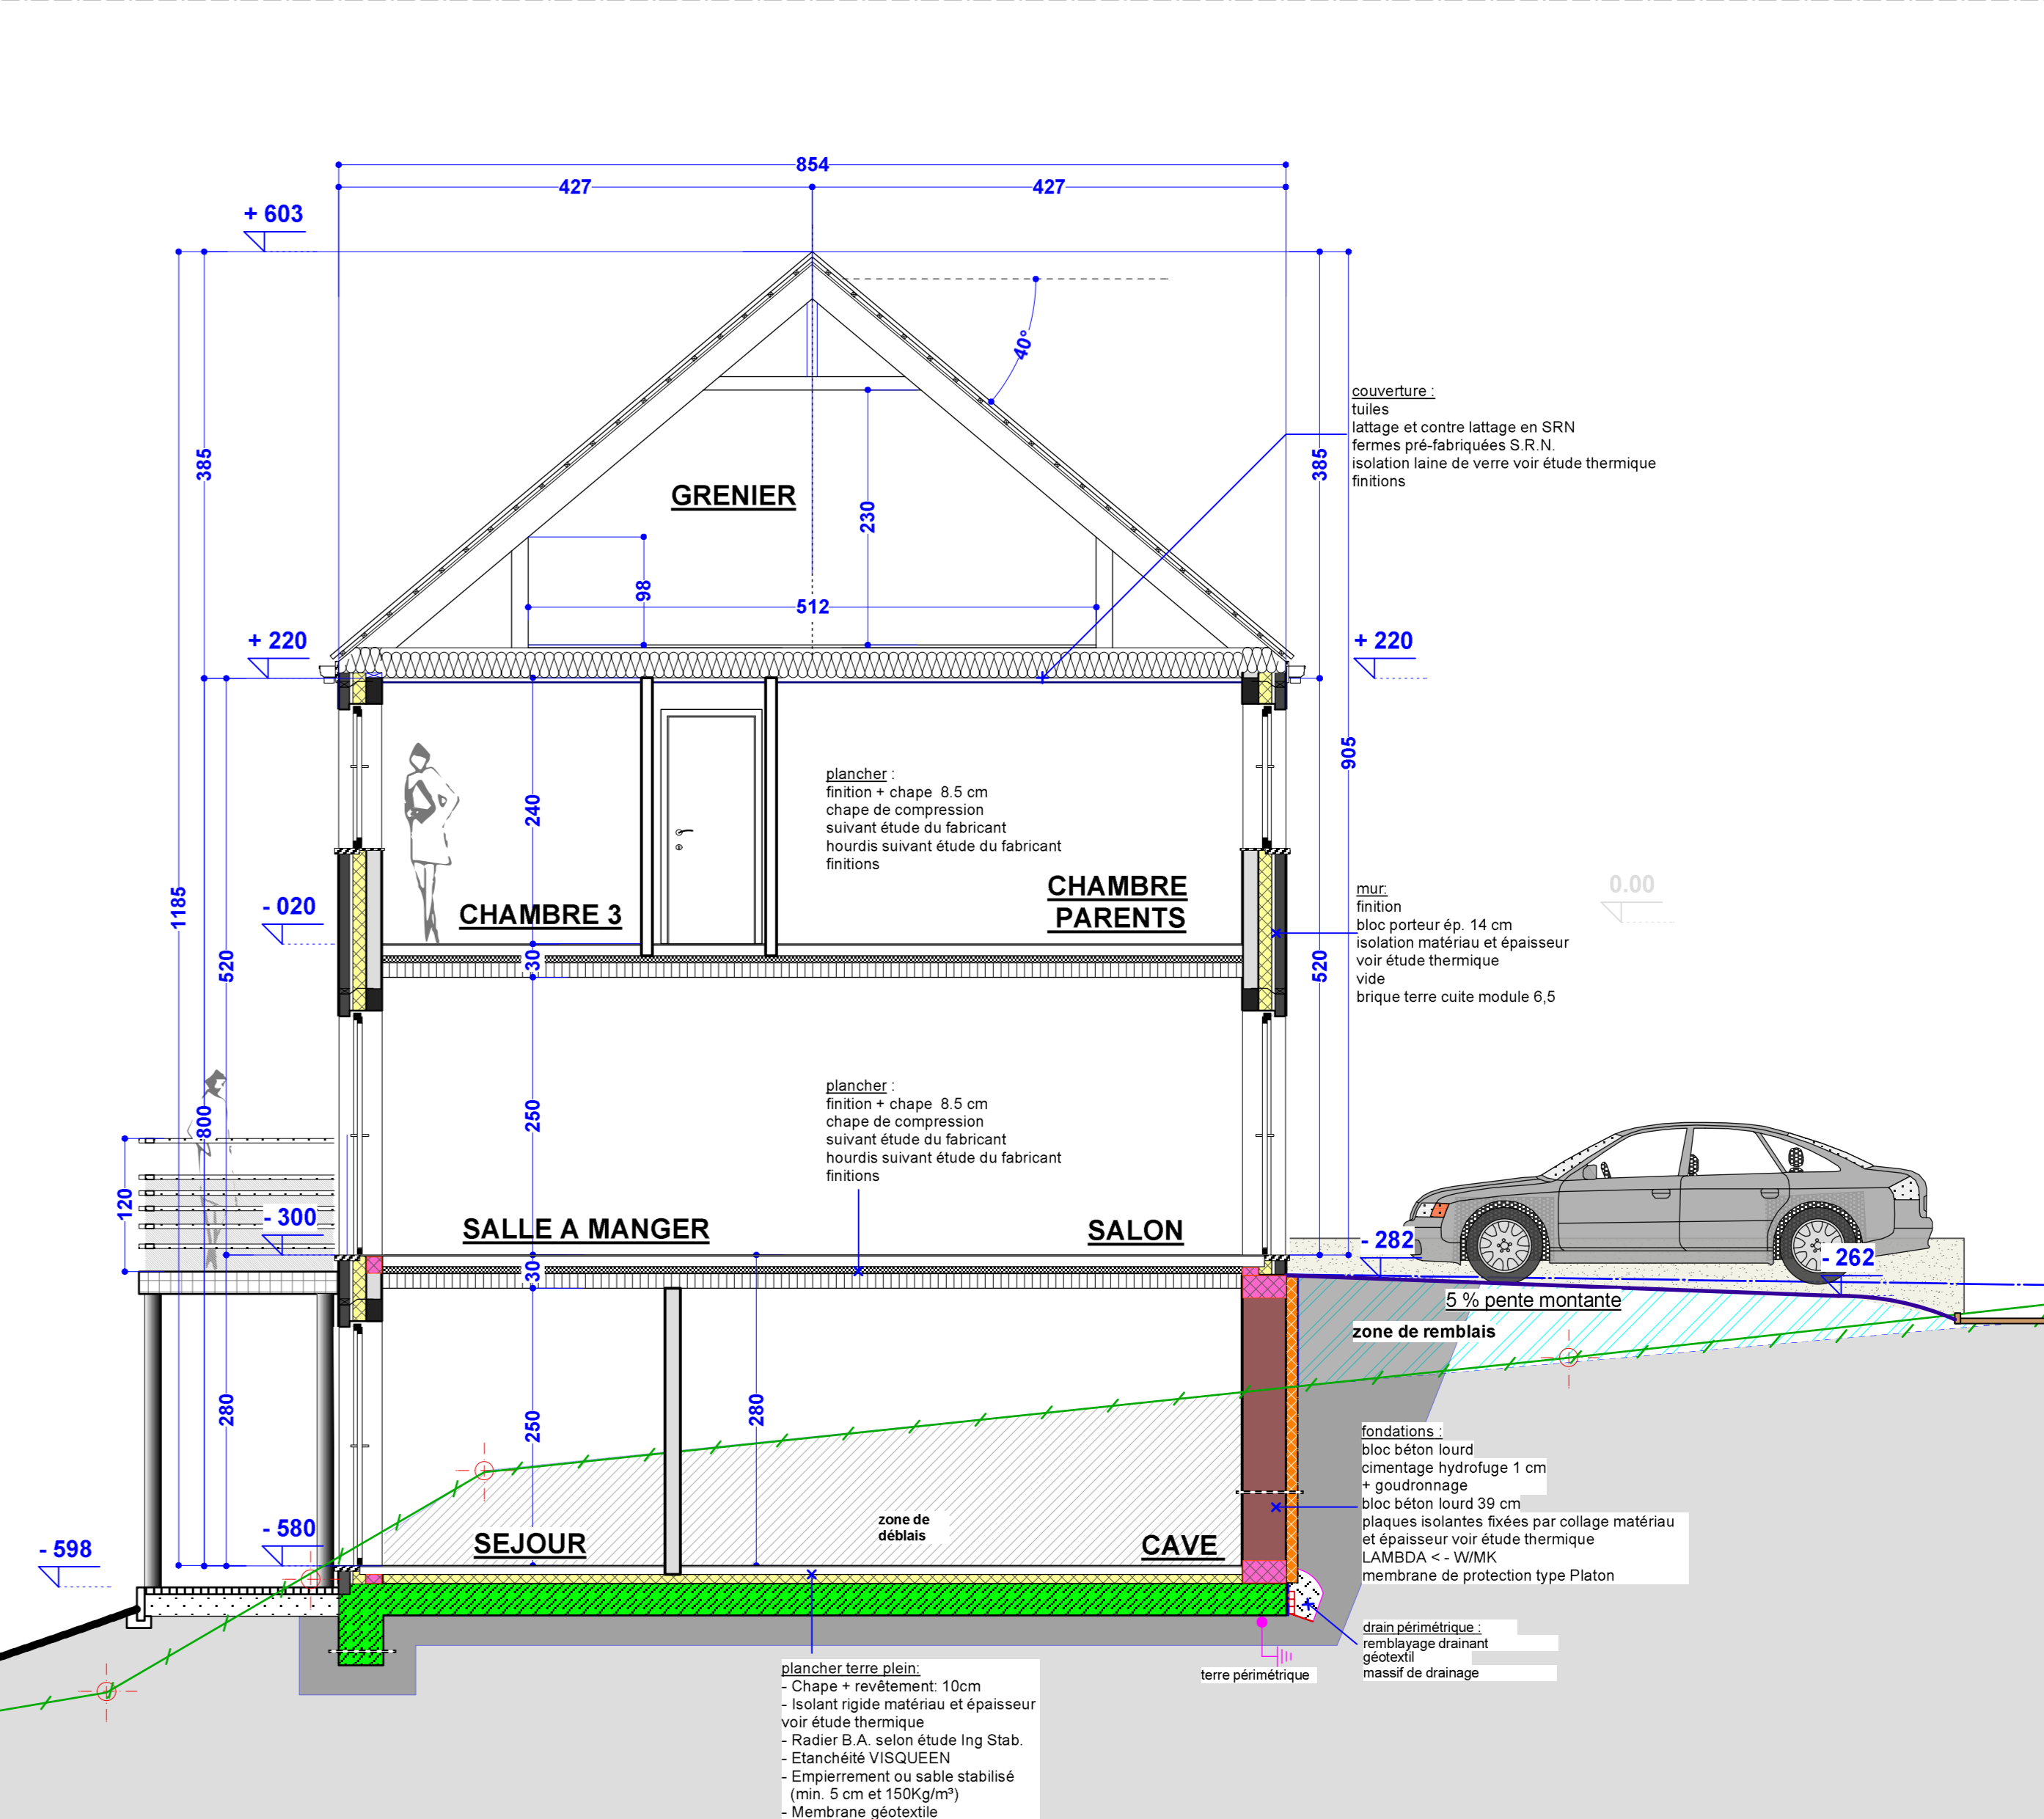 854
427
427
+ 603
40°
couverture :
tuiles
lattage et contre lattage en SRN
fermes pré-fabriquées S.R.N.
isolation laine de verre voir étude thermique
finitions
385
385
GRENIER
230
98
512
+ 220
+ 220
905
plancher :
finition + chape  8.5 cm
chape de compression
suivant étude du fabricant
hourdis suivant étude du fabricant
finitions
240
CHAMBRE 3
CHAMBRE
PARENTS
0.00
mur:
finition
bloc porteur ép. 14 cm
isolation matériau et épaisseur
voir étude thermique
vide
brique terre cuite module 6,5
1185
- 020
520
30
520
plancher :
finition + chape  8.5 cm
chape de compression
suivant étude du fabricant
hourdis suivant étude du fabricant
finitions
800
250
120
- 300
SALLE A MANGER
SALON
- 282
- 262
30
5 % pente montante
zone de remblais
280
250
280
fondations :
bloc béton lourd
cimentage hydrofuge 1 cm
+ goudronnage
bloc béton lourd 39 cm
plaques isolantes fixées par collage matériau
et épaisseur voir étude thermique
LAMBDA < - W/MK
membrane de protection type Platon
zone de
déblais
- 598
- 580
SEJOUR
CAVE
drain périmétrique :
remblayage drainant
géotextil
massif de drainage
terre périmétrique
plancher terre plein:
- Chape + revêtement: 10cm
- Isolant rigide matériau et épaisseur
voir étude thermique
- Radier B.A. selon étude Ing Stab.
- Etanchéité VISQUEEN
- Empierrement ou sable stabilisé
(min. 5 cm et 150Kg/m³)
- Membrane géotextile